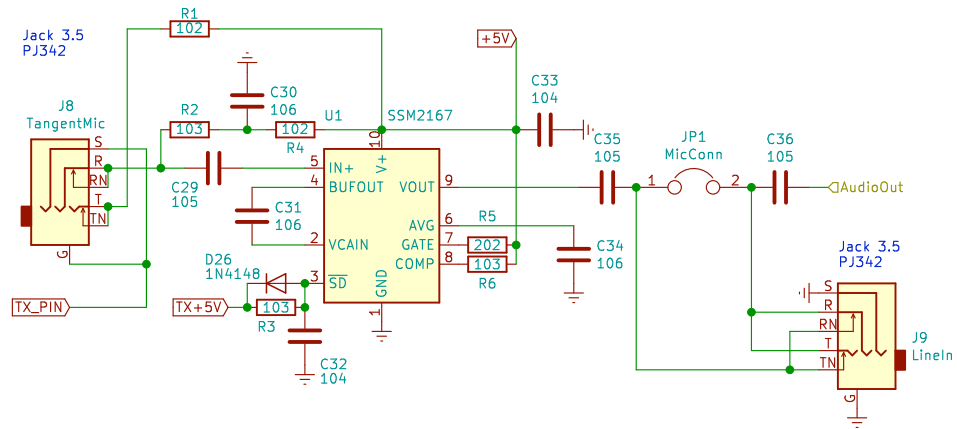 R1
102
Jack 3.5
PJ342
J8
TangentMic
S
R
RN
T
TN
G
TX_PIN
R2
103
C30
106
102
R4
C29
105
C31
106
D26
1N4148
TX+5V
103
R3
C32
104
U1
SSM2167
10
V+
5
IN+
4
BUFOUT
2
VCAIN
3
SD
GND
1
VOUT
9
AVG
6
GATE
7
COMP
8
+5V
C33
104
R5
202
103
R6
C34
106
C35
105
JP1
MicConn
1
2
C36
105
AudioOut
Jack 3.5
PJ342
S
R
RN
T
TN
G
J9
LineIn